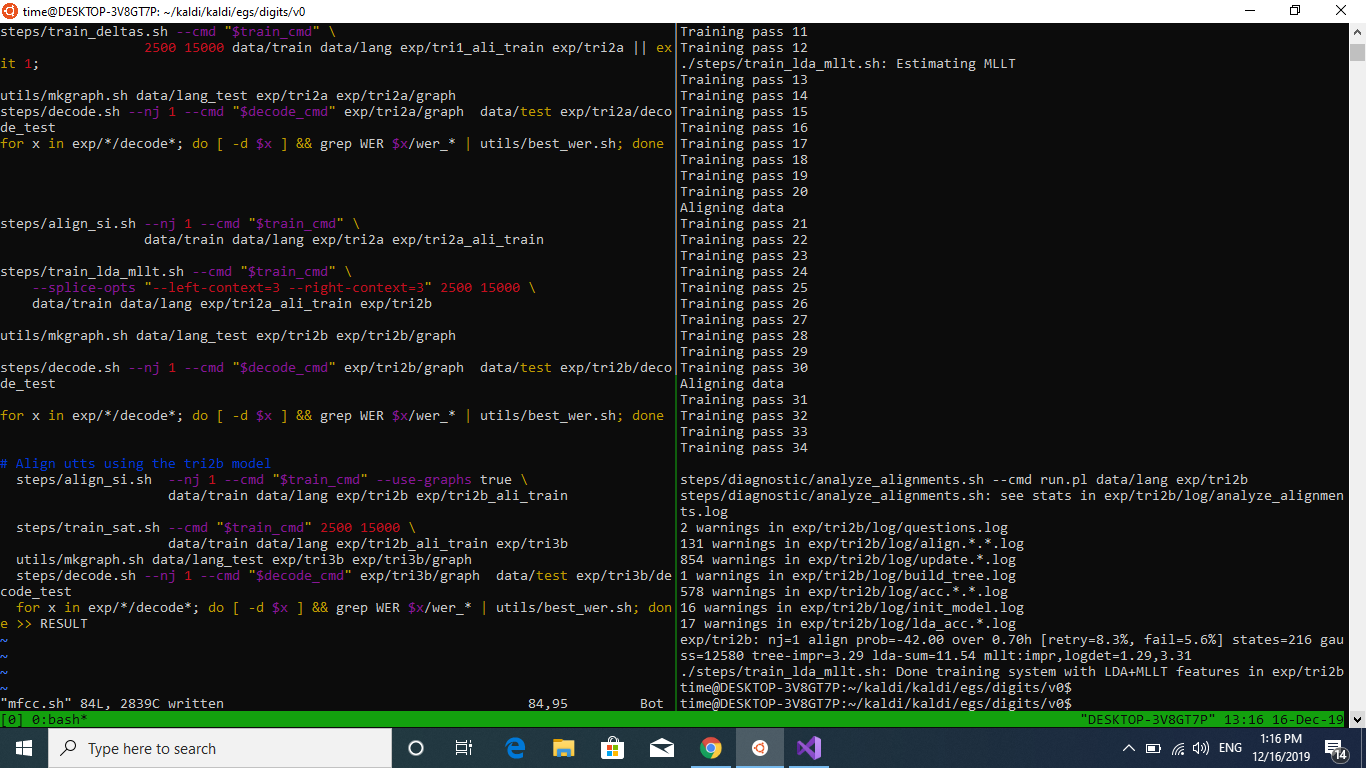 time@DESKTOP-3V8GT7P: ~/kaldi/kaldi/egs/digits/v0
steps/train_deltas.sh --cmd "$train_cmd" \
2500 15000 data/train data/lang exp/tri1_ali_train exp/tri2a || ex
it 1;
utils/mkgraph.sh data/lang_test exp/tri2a exp/tri2a/graph
steps/decode.sh --nj 1 --cmd "$decode_cmd" exp/tri2a/graph  data/test exp/tri2a/deco
de_test
for x in exp/*/decode*; do [ -d $x ] && grep WER $x/wer_* | utils/best_wer.sh; done
steps/align_si.sh --nj 1 --cmd "$train_cmd" \
data/train data/lang exp/tri2a exp/tri2a_ali_train
steps/train_lda_mllt.sh --cmd "$train_cmd" \
--splice-opts "--left-context=3 --right-context=3" 2500 15000 \
data/train data/lang exp/tri2a_ali_train exp/tri2b
utils/mkgraph.sh data/lang_test exp/tri2b exp/tri2b/graph
steps/decode.sh --nj 1 --cmd "$decode_cmd" exp/tri2b/graph  data/test exp/tri2b/deco
de_test
for x in exp/*/decode*; do [ -d $x ] && grep WER $x/wer_* | utils/best_wer.sh; done
# Align utts using the tri2b model
steps/align_si.sh  --nj 1 --cmd "$train_cmd" --use-graphs true \
data/train data/lang exp/tri2b exp/tri2b_ali_train
steps/train_sat.sh --cmd "$train_cmd" 2500 15000 \
data/train data/lang exp/tri2b_ali_train exp/tri3b
utils/mkgraph.sh data/lang_test exp/tri3b exp/tri3b/graph
steps/decode.sh --nj 1 --cmd "$decode_cmd" exp/tri3b/graph  data/test exp/tri3b/de
code_test
for x in exp/*/decode*; do [ -d $x ] && grep WER $x/wer_* | utils/best_wer.sh; don
e >> RESULT
~
~
~
~
"mfcc.sh" 84L, 2839C written 84,95 Bot
Training pass 11
Training pass 12
./steps/train_lda_mllt.sh: Estimating MLLT
Training pass 13
Training pass 14
Training pass 15
Training pass 16
Training pass 17
Training pass 18
Training pass 19
Training pass 20
Aligning data
Training pass 21
Training pass 22
Training pass 23
Training pass 24
Training pass 25
Training pass 26
Training pass 27
Training pass 28
Training pass 29
Training pass 30
Aligning data
Training pass 31
Training pass 32
Training pass 33
Training pass 34
steps/diagnostic/analyze_alignments.sh --cmd run.pl data/lang exp/tri2b
steps/diagnostic/analyze_alignments.sh: see stats in exp/tri2b/log/analyze_alignmen
ts.log
2 warnings in exp/tri2b/log/questions.log
131 warnings in exp/tri2b/log/align.*.*.log
854 warnings in exp/tri2b/log/update.*.log
1 warnings in exp/tri2b/log/build_tree.log
578 warnings in exp/tri2b/log/acc.*.*.log
16 warnings in exp/tri2b/log/init_model.log
17 warnings in exp/tri2b/log/lda_acc.*.log
exp/tri2b: nj=1 align prob=-42.00 over 0.70h [retry=8.3%, fail=5.6%] states=216 gau
ss=12580 tree-impr=3.29 lda-sum=11.54 mllt:impr,logdet=1.29,3.31
./steps/train_lda_mllt.sh: Done training system with LDA+MLLT features in exp/tri2b
time@DESKTOP-3V8GT7P:~/kaldi/kaldi/egs/digits/v0$
time@DESKTOP-3V8GT7P:~/kaldi/kaldi/egs/digits/v0$
[0] 0:bash* "DESKTOP-3V8GT7P" 13:16 16-Dec-19
Type here to search
ENG
1:16 PM
12/16/2019
14